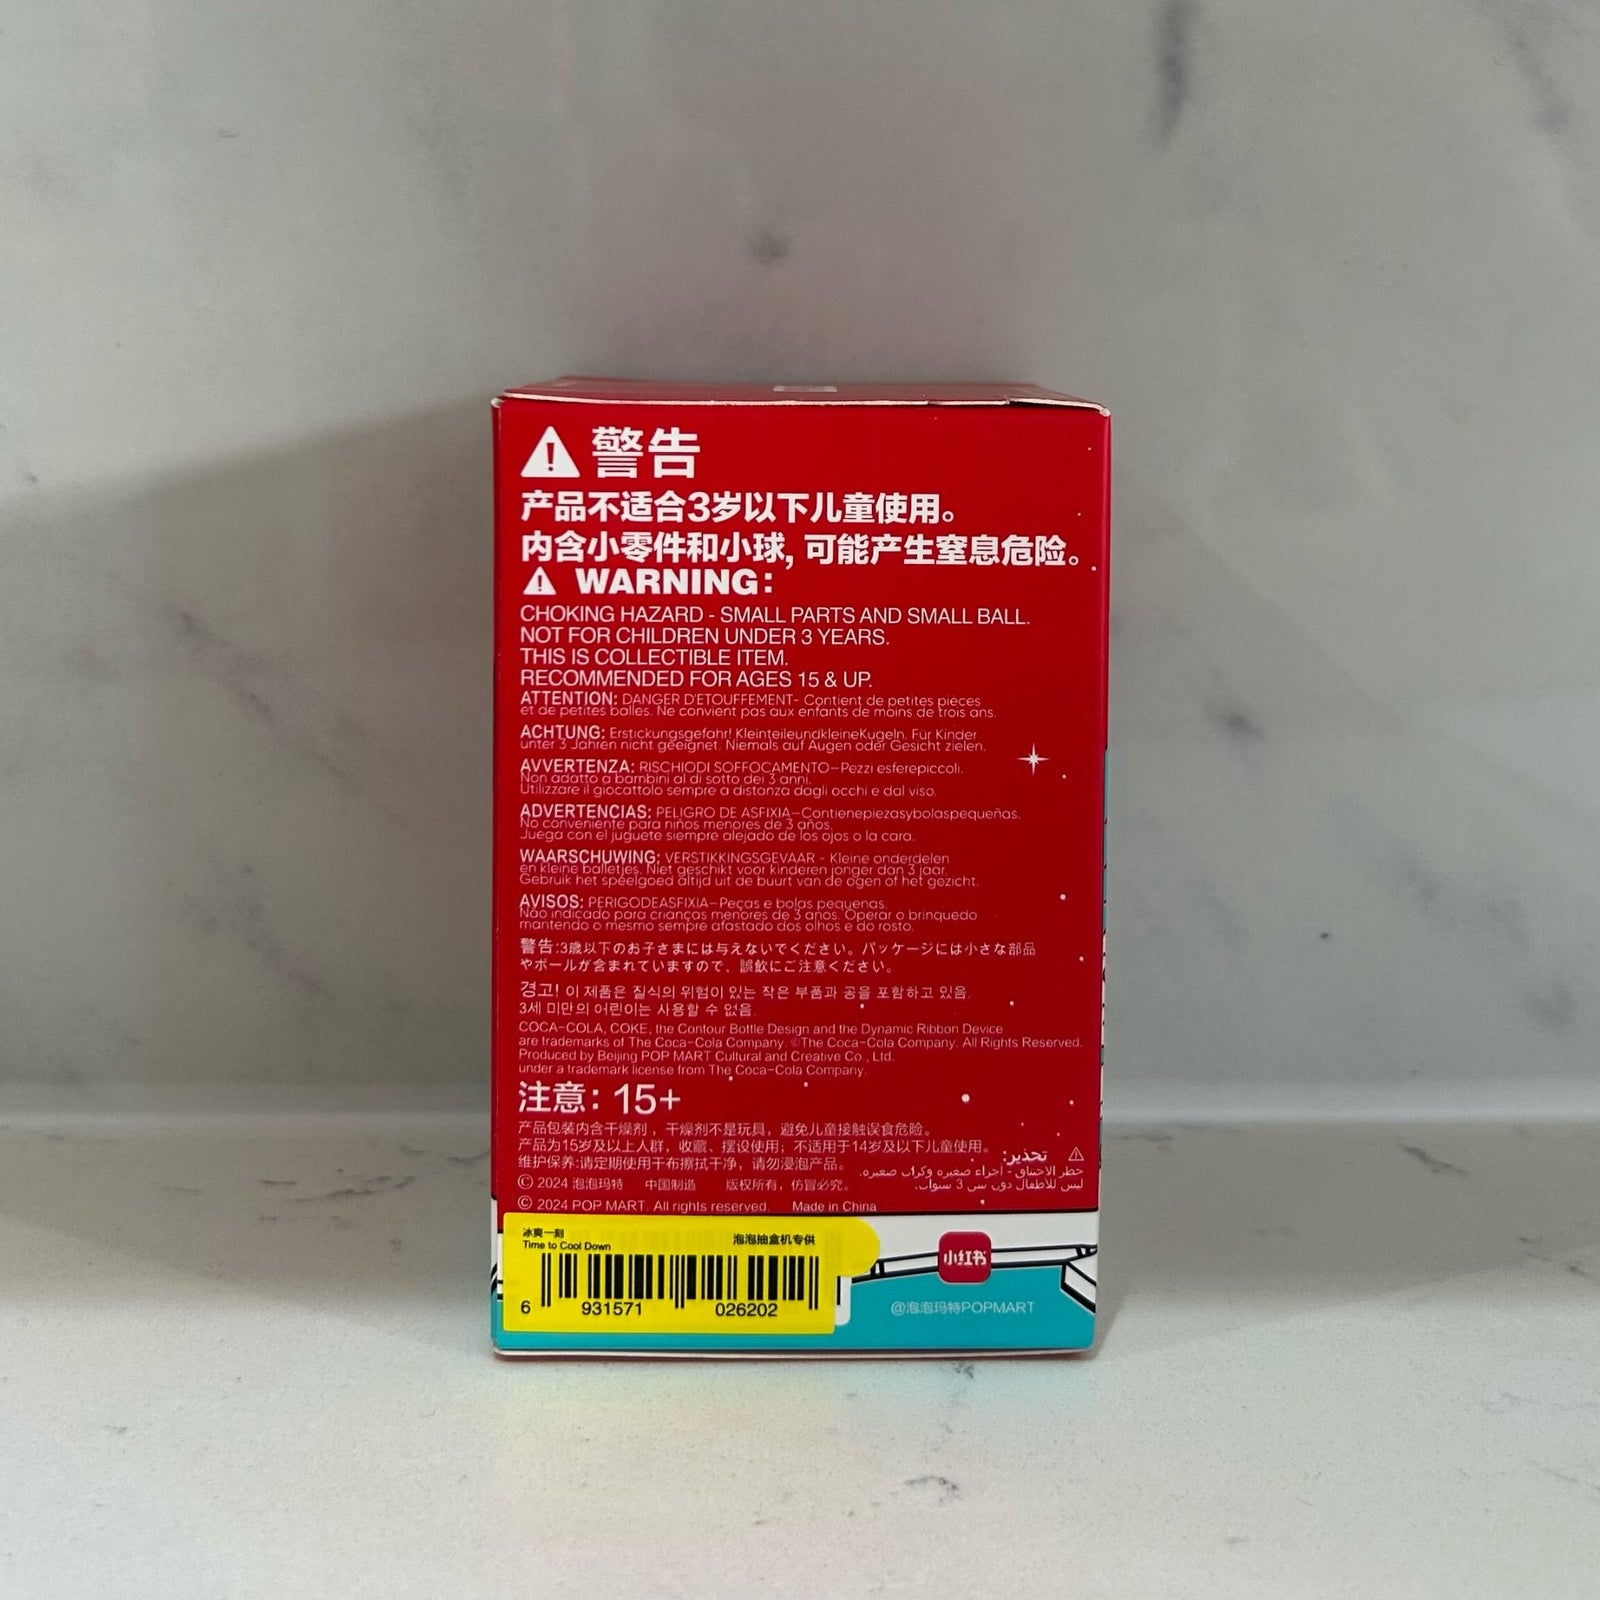 警告
产品不适合3岁以下儿童使用。
内含小零件和小球, 可能产生窒息危险。
WARNING:
CHOKING HAZARD - SMALL PARTS AND SMALL BALL.
NOT FOR CHILDREN UNDER 3 YEARS.
THIS IS COLLECTIBLE ITEM.
RECOMMENDED FOR AGES 15 & UP.
ATTENTION: DANGER D'ETOUFFEMENT- Contient de petites pièces
et de petites balles. Ne convient pas aux enfants de moins de trois ans.
ACHTUNG: Erstickungsgefahr! KleinteileundkleineKugeln. Für Kinder
unter 3 Jahren nicht geeignet. Niemals auf Augen oder Gesicht zielen.
AVVERTENZA: RISCHIODI SOFFOCAMENTO-Pezzi esferepiccoli.
Non adatto a bambini al di sotto dei 3 anni.
Utilizzare il giocattolo sempre a distanza dagli occhi e dal viso.
ADVERTENCIAS: PELIGRO DE ASFIXIA-Contienepiezasybolaspequeñas.
No conveniente para niños menores de 3 años.
Juega con el juguete siempre alejado de los ojos o la cara.
WAARSCHUWING: VERSTIKKINGSGEVAAR - Kleine onderdelen
en kleine balletjes. Niet geschikt voor kinderen jonger dan 3 jaar.
Gebruik het speelgoed altijd uit de buurt van de ogen of het gezicht.
AVISOS: PERIGODEASFIXIA-Peças e bolas pequenas.
Não indicado para crianças menores de 3 anos. Operar o brinquedo
mantendo o mesmo sempre afastado dos olhos e do rosto.
警告:3歳以下のお子さまには与えないでください。パッケージには小さな部品
やボールが含まれていますので、誤飲にご注意ください。
경고! 이 제품은 질식의 위험이 있는 작은 부품과 공을 포함하고 있음.
3세 미만의 어린이는 사용할 수 없음.
COCA-COLA, COKE, the Contour Bottle Design and the Dynamic Ribbon Device
are trademarks of The Coca-Cola Company. ©The Coca-Cola Company. All Rights Reserved.
Produced by Beijing POP MART Cultural and Creative Co., Ltd.
under a trademark license from The Coca-Cola Company.
注意: 15+
产品包装内含干燥剂，干燥剂不是玩具，避免儿童接触误食危险。
产品为15岁及以上人群，收藏、摆设使用；不适用于14岁及以下儿童使用。
维护保养:请定期使用干布擦拭干净，请勿浸泡产品。
تحذير:
خطر الاختناق - أجزاء صغيرة وكرات صغيرة.
ليس للأطفال دون سن 3 سنوات.
© 2024 泡泡玛特 中国制造 版权所有，仿冒必究。
© 2024 POP MART. All rights reserved. Made in China
冰爽一刻 泡泡抽盒机专供
Time to Cool Down
6 931571 026202
小红书
@泡泡玛特POPMART